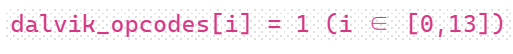 dalvik_opcodes[i] = 1 (i ∈ [0,13])